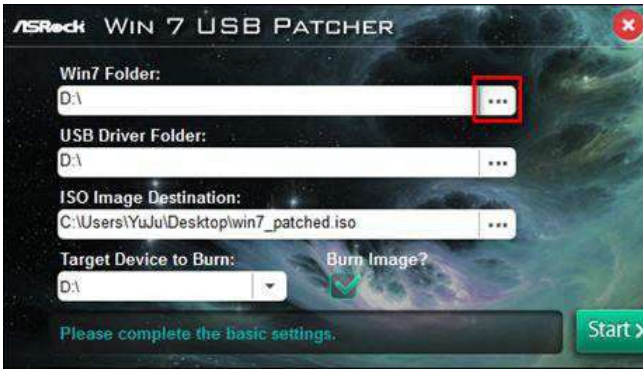 ASRock WIN 7 USB PATCHER
Win7 Folder:
D:\
...
USB Driver Folder:
D:\
...
ISO Image Destination:
C:\Users\YuJu\Desktop\win7_patched.iso
...
Target Device to Burn: Burn Image?
D:\
Please complete the basic settings.
Start